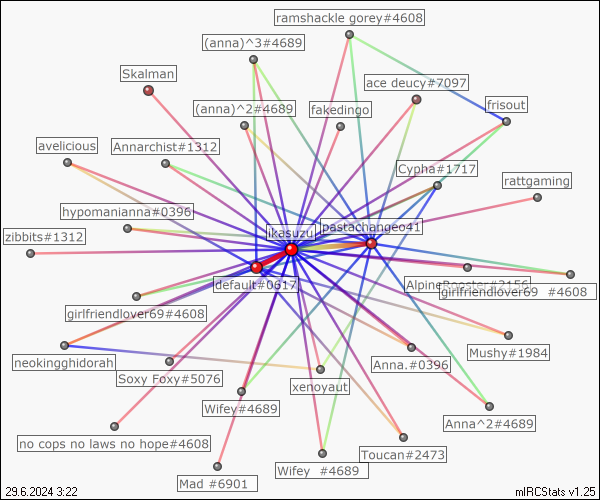 ramshackle gorey#4608
(anna)^3#4689
Skalman
ace deucy#7097
(anna)^2#4689
fakedingo
frisout
avelicious
Annarchist#1312
Cypha#1717
rattgaming
hypomanianna#0396
pastachangeo41
ikasuzu
zibbits#1312
default#0617
AlpineRooster#2156
girlfriendlover69 #4608
girlfriendlover69#4608
neokingghidorah
Mushy#1984
Anna.#0396
Soxy Foxy#5076
xenoyaut
Wifey#4689
Anna^2#4689
no cops no laws no hope#4608
Toucan#2473
Wifey #4689
Mad #6901
29.6.2024 3:22
mIRCStats v1.25